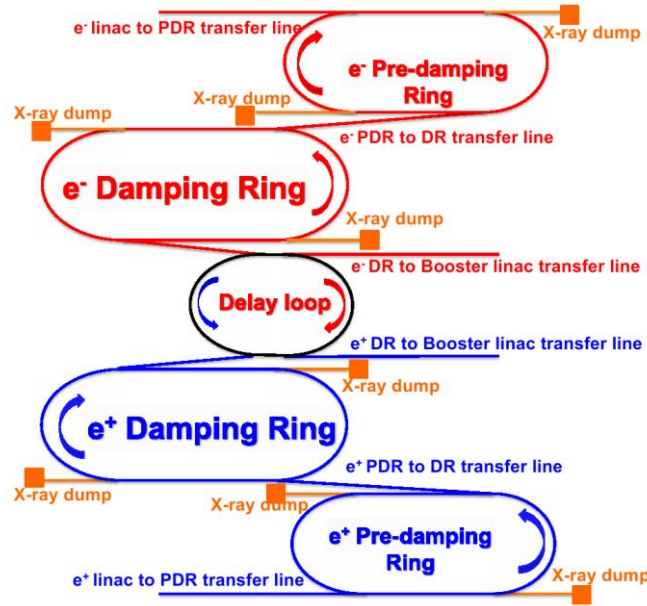 e⁻ linac to PDR transfer line
X-ray dump
e⁻ Pre-damping
Ring
X-ray dump
X-ray dump
e⁻ PDR to DR transfer line
e⁻ Damping Ring
X-ray dump
e⁻ DR to Booster linac transfer line
Delay loop
e⁺ DR to Booster linac transfer line
X-ray dump
e⁺ Damping Ring
e⁺ PDR to DR transfer line
X-ray dump
X-ray dump
e⁺ Pre-damping
Ring
e⁺ linac to PDR transfer line
X-ray dump